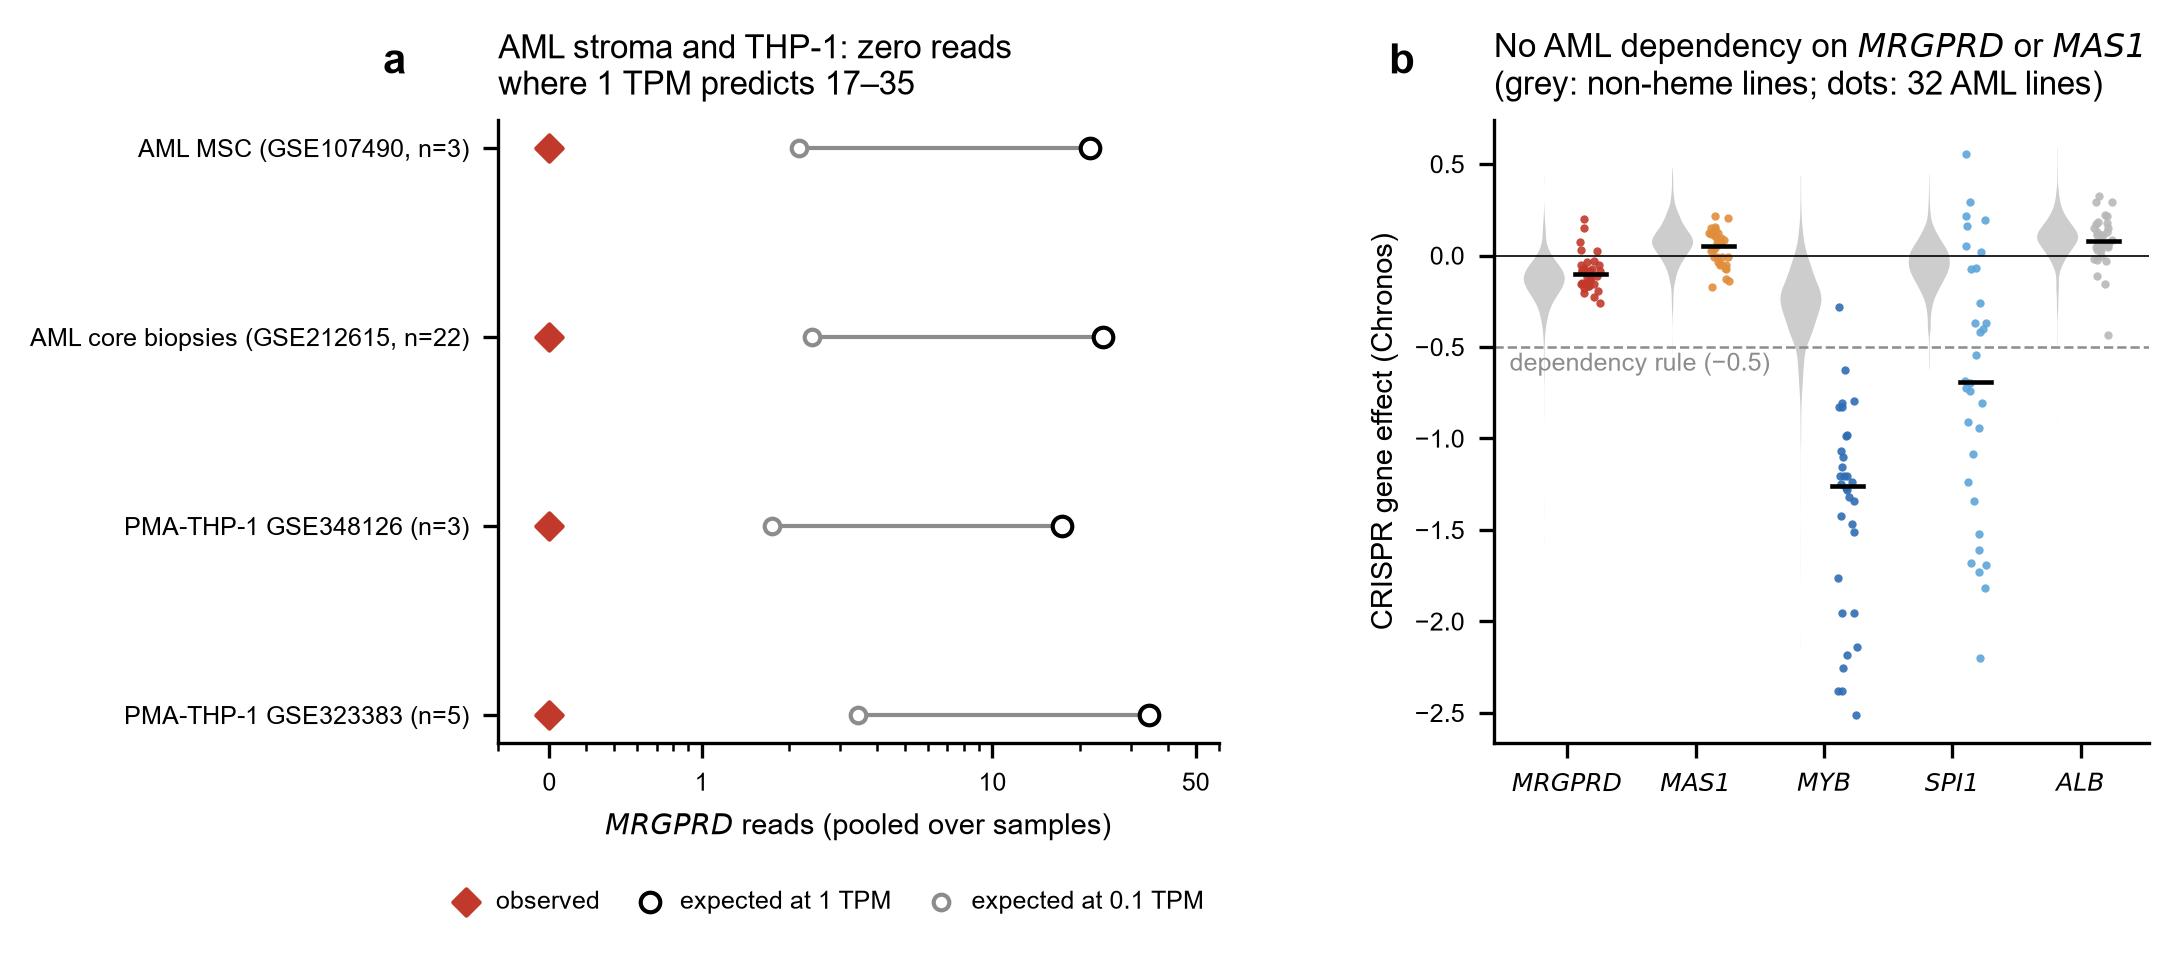 a
AML stroma and THP-1: zero reads
where 1 TPM predicts 17–35
AML MSC (GSE107490, n=3)
AML core biopsies (GSE212615, n=22)
PMA-THP-1 GSE348126 (n=3)
PMA-THP-1 GSE323383 (n=5)
0 1 10 50
MRGPRD reads (pooled over samples)
observed
expected at 1 TPM
expected at 0.1 TPM
b
No AML dependency on MRGPRD or MAS1
(grey: non-heme lines; dots: 32 AML lines)
CRISPR gene effect (Chronos)
0.5
0.0
−0.5
−1.0
−1.5
−2.0
−2.5
dependency rule (−0.5)
MRGPRD MAS1 MYB SPI1 ALB